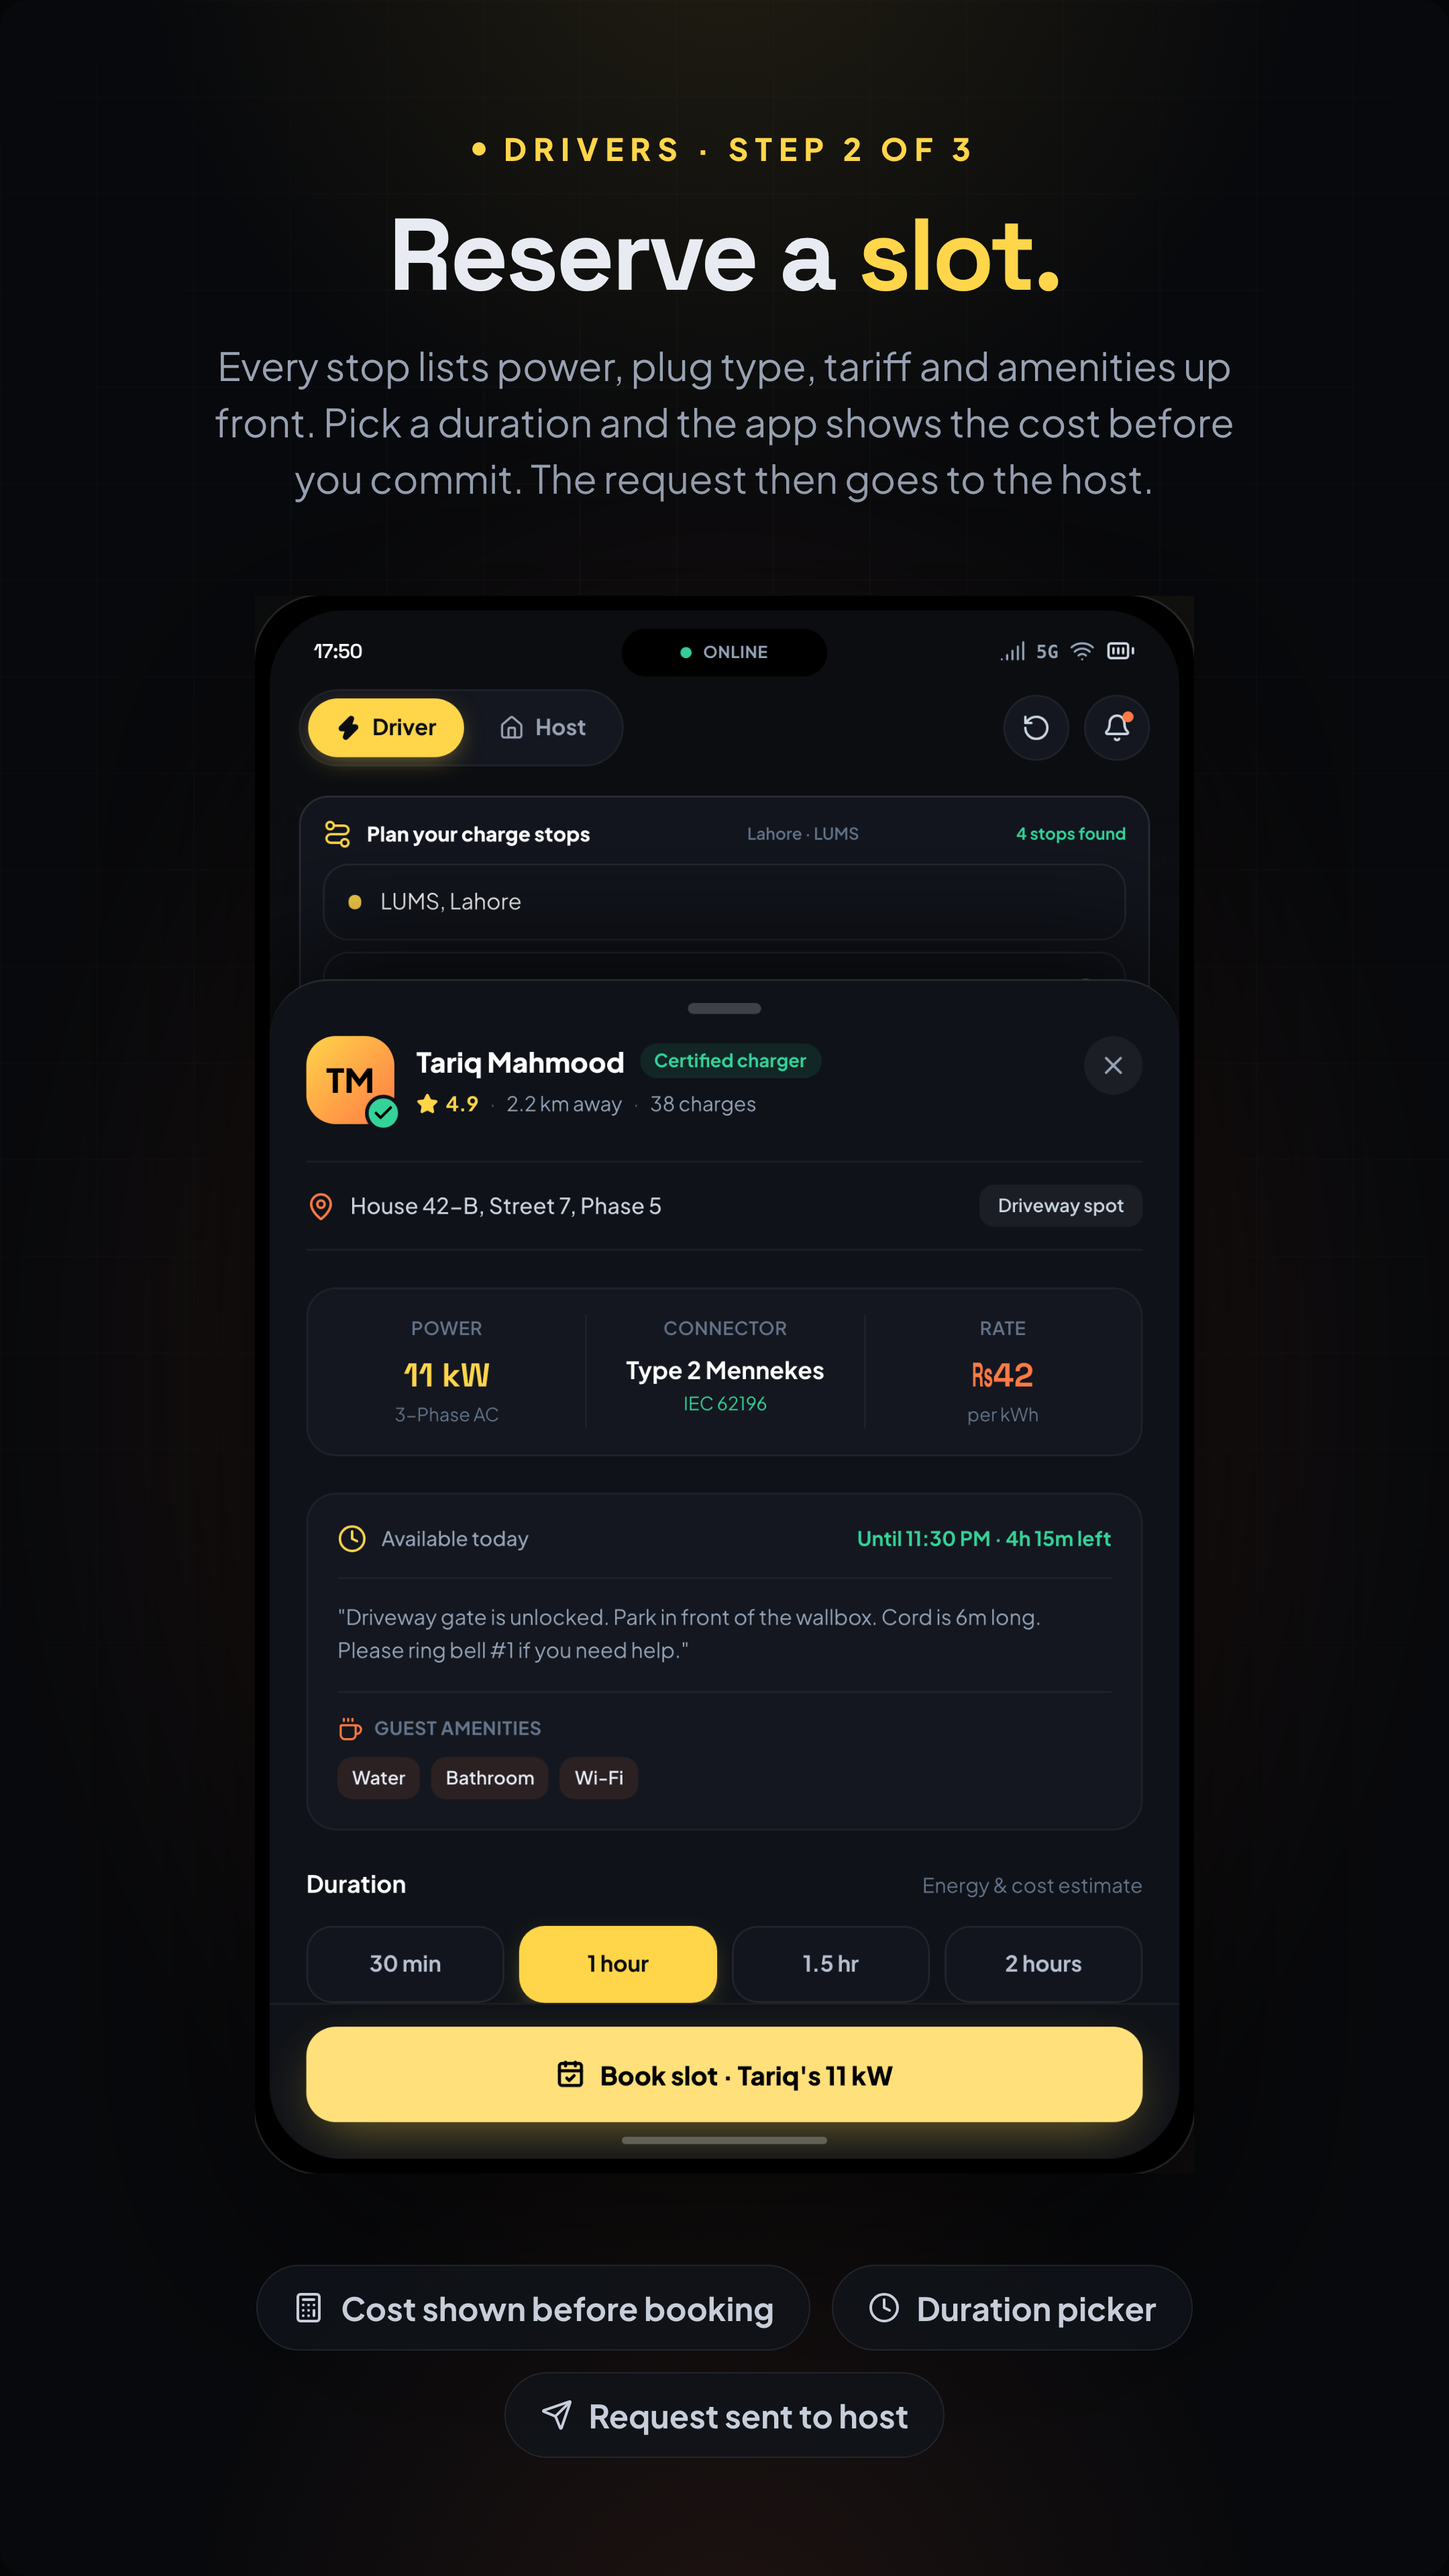 DRIVERS · STEP 2 OF 3
Reserve a slot.
Every stop lists power, plug type, tariff and amenities up
front. Pick a duration and the app shows the cost before
you commit. The request then goes to the host.
17:50
ONLINE
5G
Driver
Host
Plan your charge stops
Lahore · LUMS
4 stops found
LUMS, Lahore
TM
Tariq Mahmood
Certified charger
4.9 · 2.2 km away · 38 charges
House 42-B, Street 7, Phase 5
Driveway spot
POWER
11 kW
3-Phase AC
CONNECTOR
Type 2 Mennekes
IEC 62196
RATE
₨42
per kWh
Available today
Until 11:30 PM · 4h 15m left
"Driveway gate is unlocked. Park in front of the wallbox. Cord is 6m long.
Please ring bell #1 if you need help."
GUEST AMENITIES
Water
Bathroom
Wi-Fi
Duration
Energy & cost estimate
30 min
1 hour
1.5 hr
2 hours
Book slot · Tariq's 11 kW
Cost shown before booking
Duration picker
Request sent to host